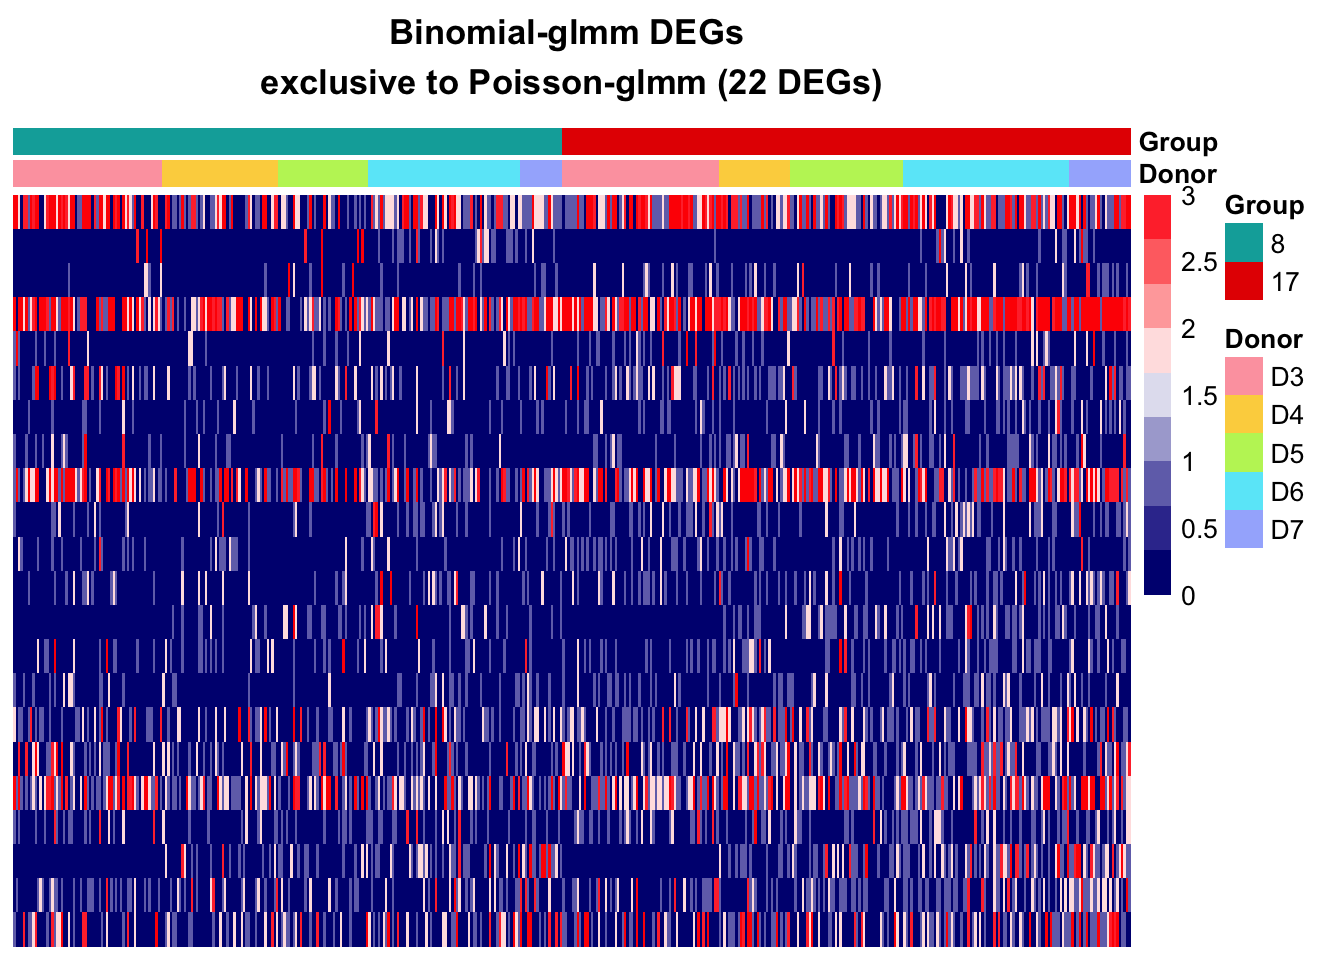 Binomial-glmm DEGs
exclusive to Poisson-glmm (22 DEGs)
Group
Donor
3
2.5
2
1.5
1
0.5
0
Group
8
17
Donor
D3
D4
D5
D6
D7